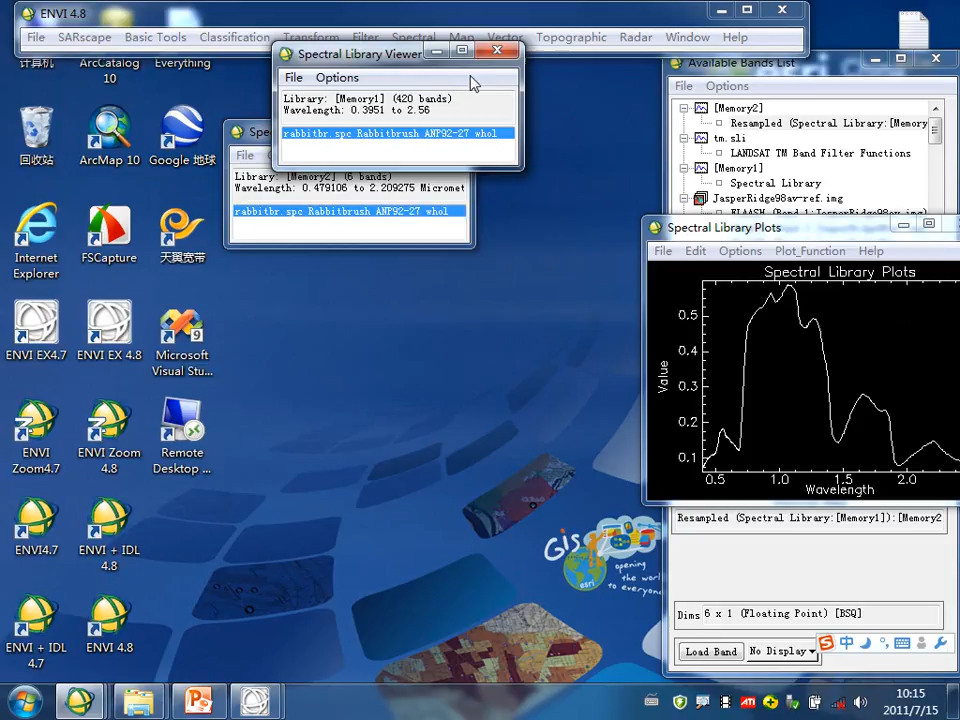 ENVI 4.8
File SARscape Basic Tools Classification Transform Filter Spectral Map Vector Topographic Radar Window Help
计算机
ArcCatalog 10
Everything
回收站
ArcMap 10
Google 地球
Internet Explorer
FSCapture
天翼宽带
ENVI EX4.7
ENVI EX 4.8
Microsoft Visual Stu...
ENVI Zoom4.7
ENVI Zoom 4.8
Remote Desktop ...
ENVI4.7
ENVI + IDL 4.8
ENVI + IDL 4.7
ENVI 4.8
Spectral Library Viewer
File Options
Library: [Memory1] (420 bands)
Wavelength: 0.3951 to 2.56
rabbitbr.spc Rabbitbrush ANP92-27 whol
File
Library: [Memory2] (6 bands)
Wavelength: 0.479106 to 2.209275 Micromet
rabbitbr.spc Rabbitbrush ANP92-27 whol
Available Bands List
File Options
[Memory2]
Resampled (Spectral Library:[Memory
tm.sli
LANDSAT TM Band Filter Functions
[Memory1]
Spectral Library
JasperRidge98av-ref.img
Spectral Library Plots
File Edit Options Plot_Function Help
Spectral Library Plots
0.5
0.4
0.3
0.2
0.1
Value
0.5 1.0 1.5 2.0
Wavelength
Resampled (Spectral Library:[Memory1]):[Memory2
Dims 6 x 1 (Floating Point) [BSQ]
Load Band No Display
中
Gis
esri
opening
the world
to
everyone
10:15
2011/7/15